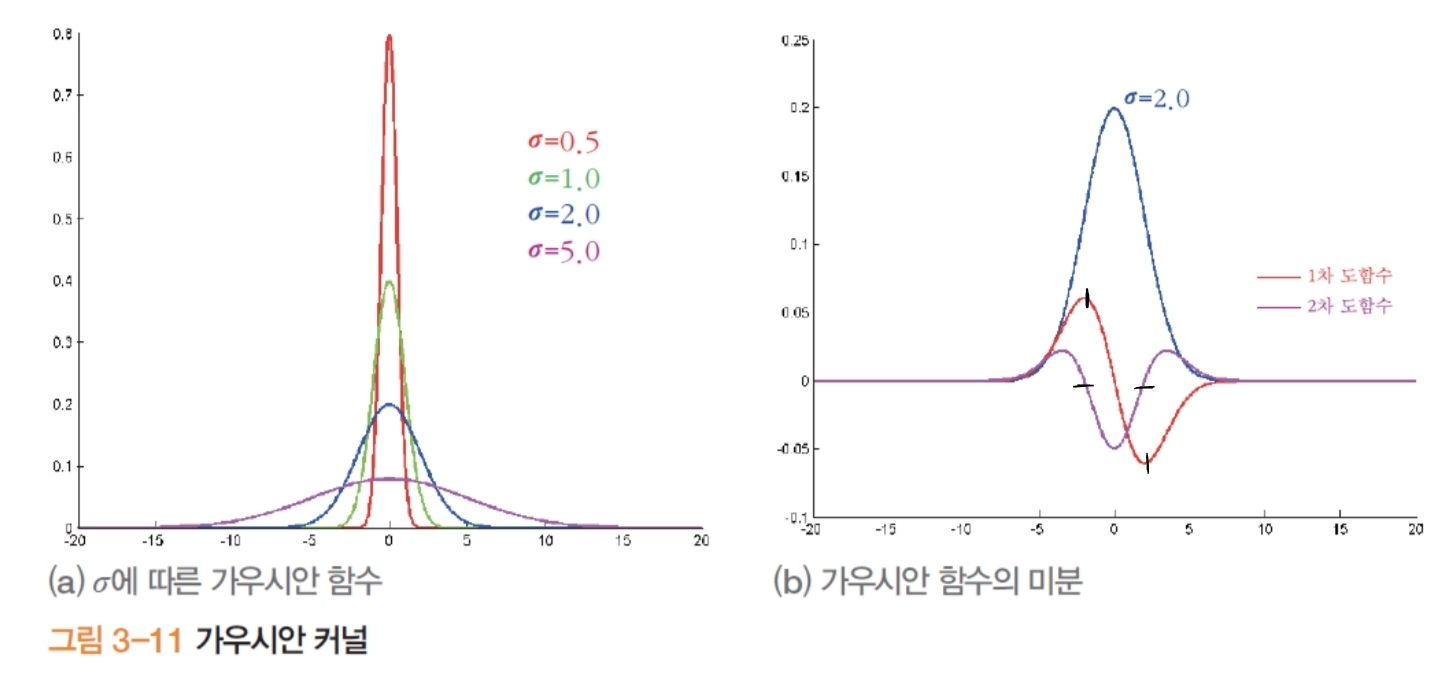 0.8
0.7
0.6
0.5
0.4
0.3
0.2
0.1
0
-20 -15 -10 -5 0 5 10 15 20
σ=0.5
σ=1.0
σ=2.0
σ=5.0
(a) σ에 따른 가우시안 함수
0.25
0.2
0.15
0.1
0.05
0
-0.05
-0.1
-20 -15 -10 -5 0 5 10 15 20
σ=2.0
1차 도함수
2차 도함수
(b) 가우시안 함수의 미분
그림 3-11 가우시안 커널